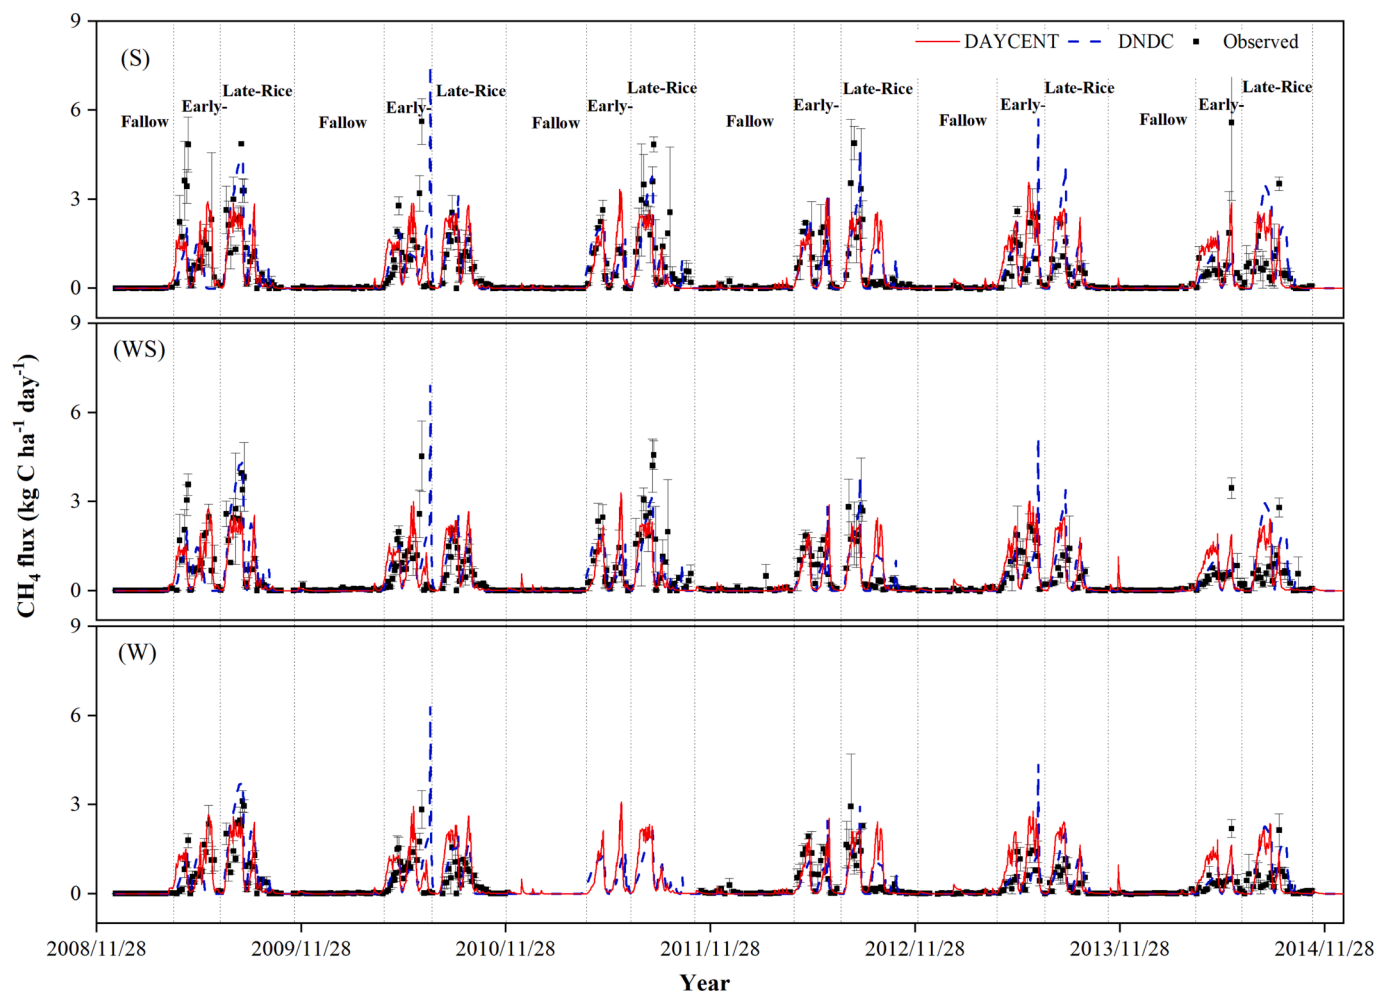 9
(S)
DAYCENT DNDC Observed
Late-Rice Late-Rice Late-Rice Late-Rice Late-Rice Late-Rice
Early- Early- Early- Early- Early- Early-
Fallow Fallow Fallow Fallow Fallow Fallow
6
3
0
9
(WS)
6
3
0
9
(W)
6
3
0
CH4 flux (kg C ha-1 day-1)
2008/11/28 2009/11/28 2010/11/28 2011/11/28 2012/11/28 2013/11/28 2014/11/28
Year